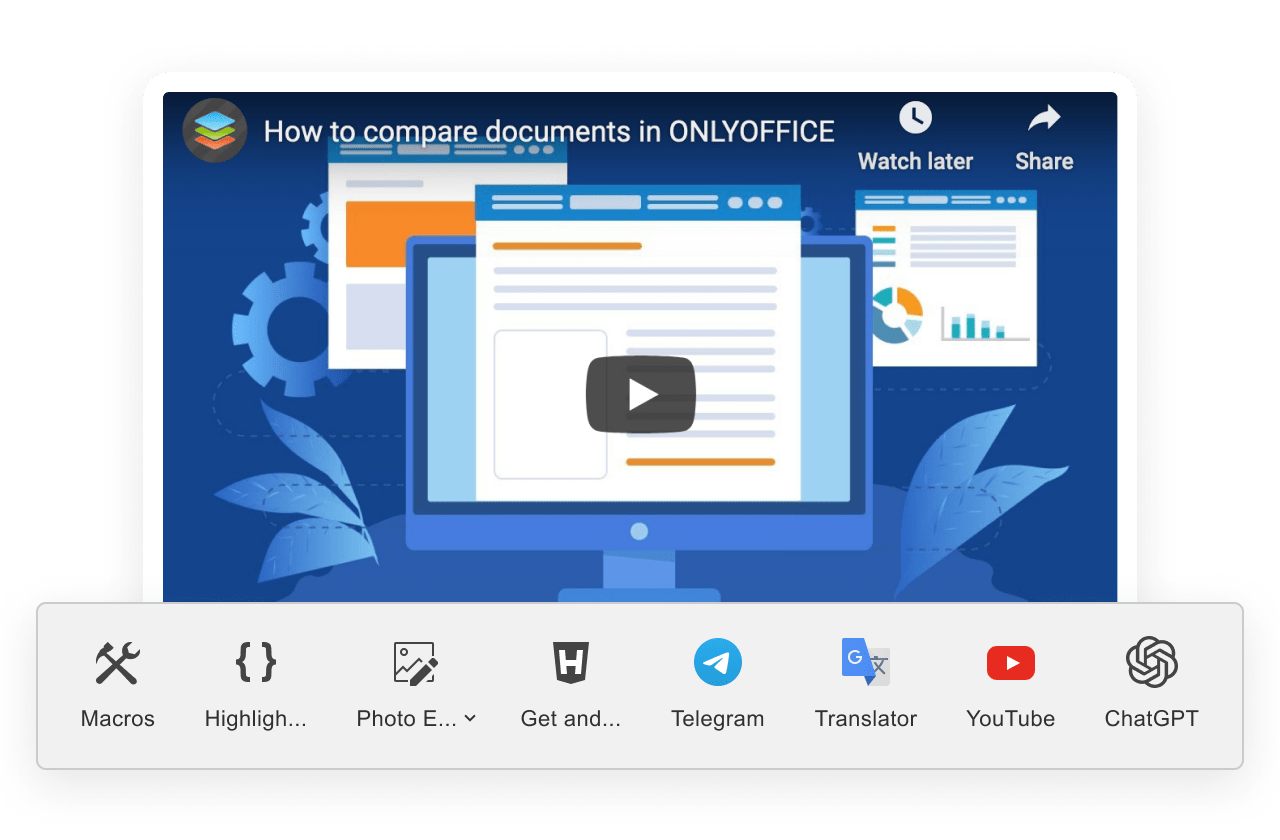 How to compare documents in ONLYOFFICE
Watch later
Share
Macros
Highligh...
Photo E...
Get and...
Telegram
Translator
YouTube
ChatGPT